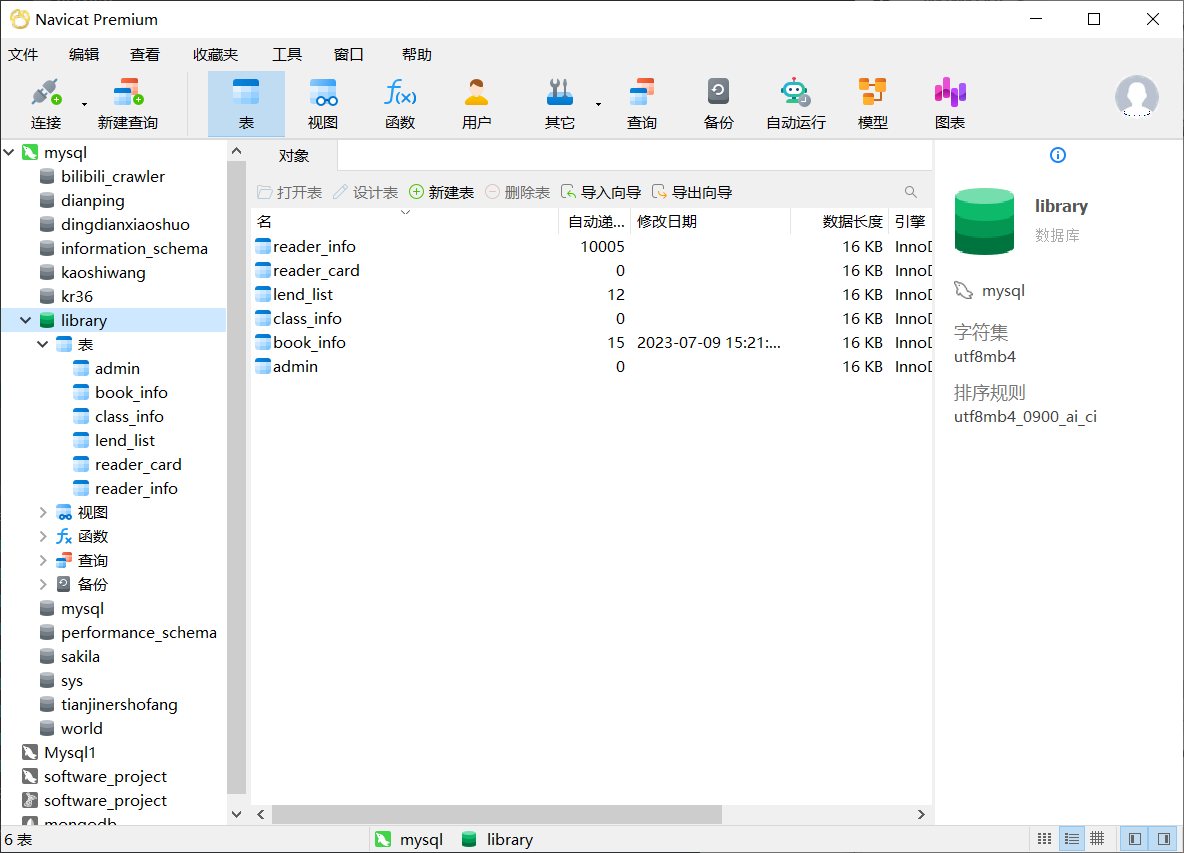 Navicat Premium
文件 编辑 查看 收藏夹 工具 窗口 帮助
连接 新建查询 表 视图 函数 用户 其它 查询 备份 自动运行 模型 图表
mysql
bilibili_crawler
dianping
dingdianxiaoshuo
information_schema
kaoshiwang
kr36
library
表
admin
book_info
class_info
lend_list
reader_card
reader_info
视图
函数
查询
备份
mysql
performance_schema
sakila
sys
tianjinershofang
world
Mysql1
software_project
software_project
mongodb
对象
打开表 设计表 新建表 删除表 导入向导 导出向导
名 自动递... 修改日期 数据长度 引擎
reader_info 10005 16 KB InnoD
reader_card 0 16 KB InnoD
lend_list 12 16 KB InnoD
class_info 0 16 KB InnoD
book_info 15 2023-07-09 15:21:... 16 KB InnoD
admin 0 16 KB InnoD
library
数据库
mysql
字符集
utf8mb4
排序规则
utf8mb4_0900_ai_ci
6 表 mysql library